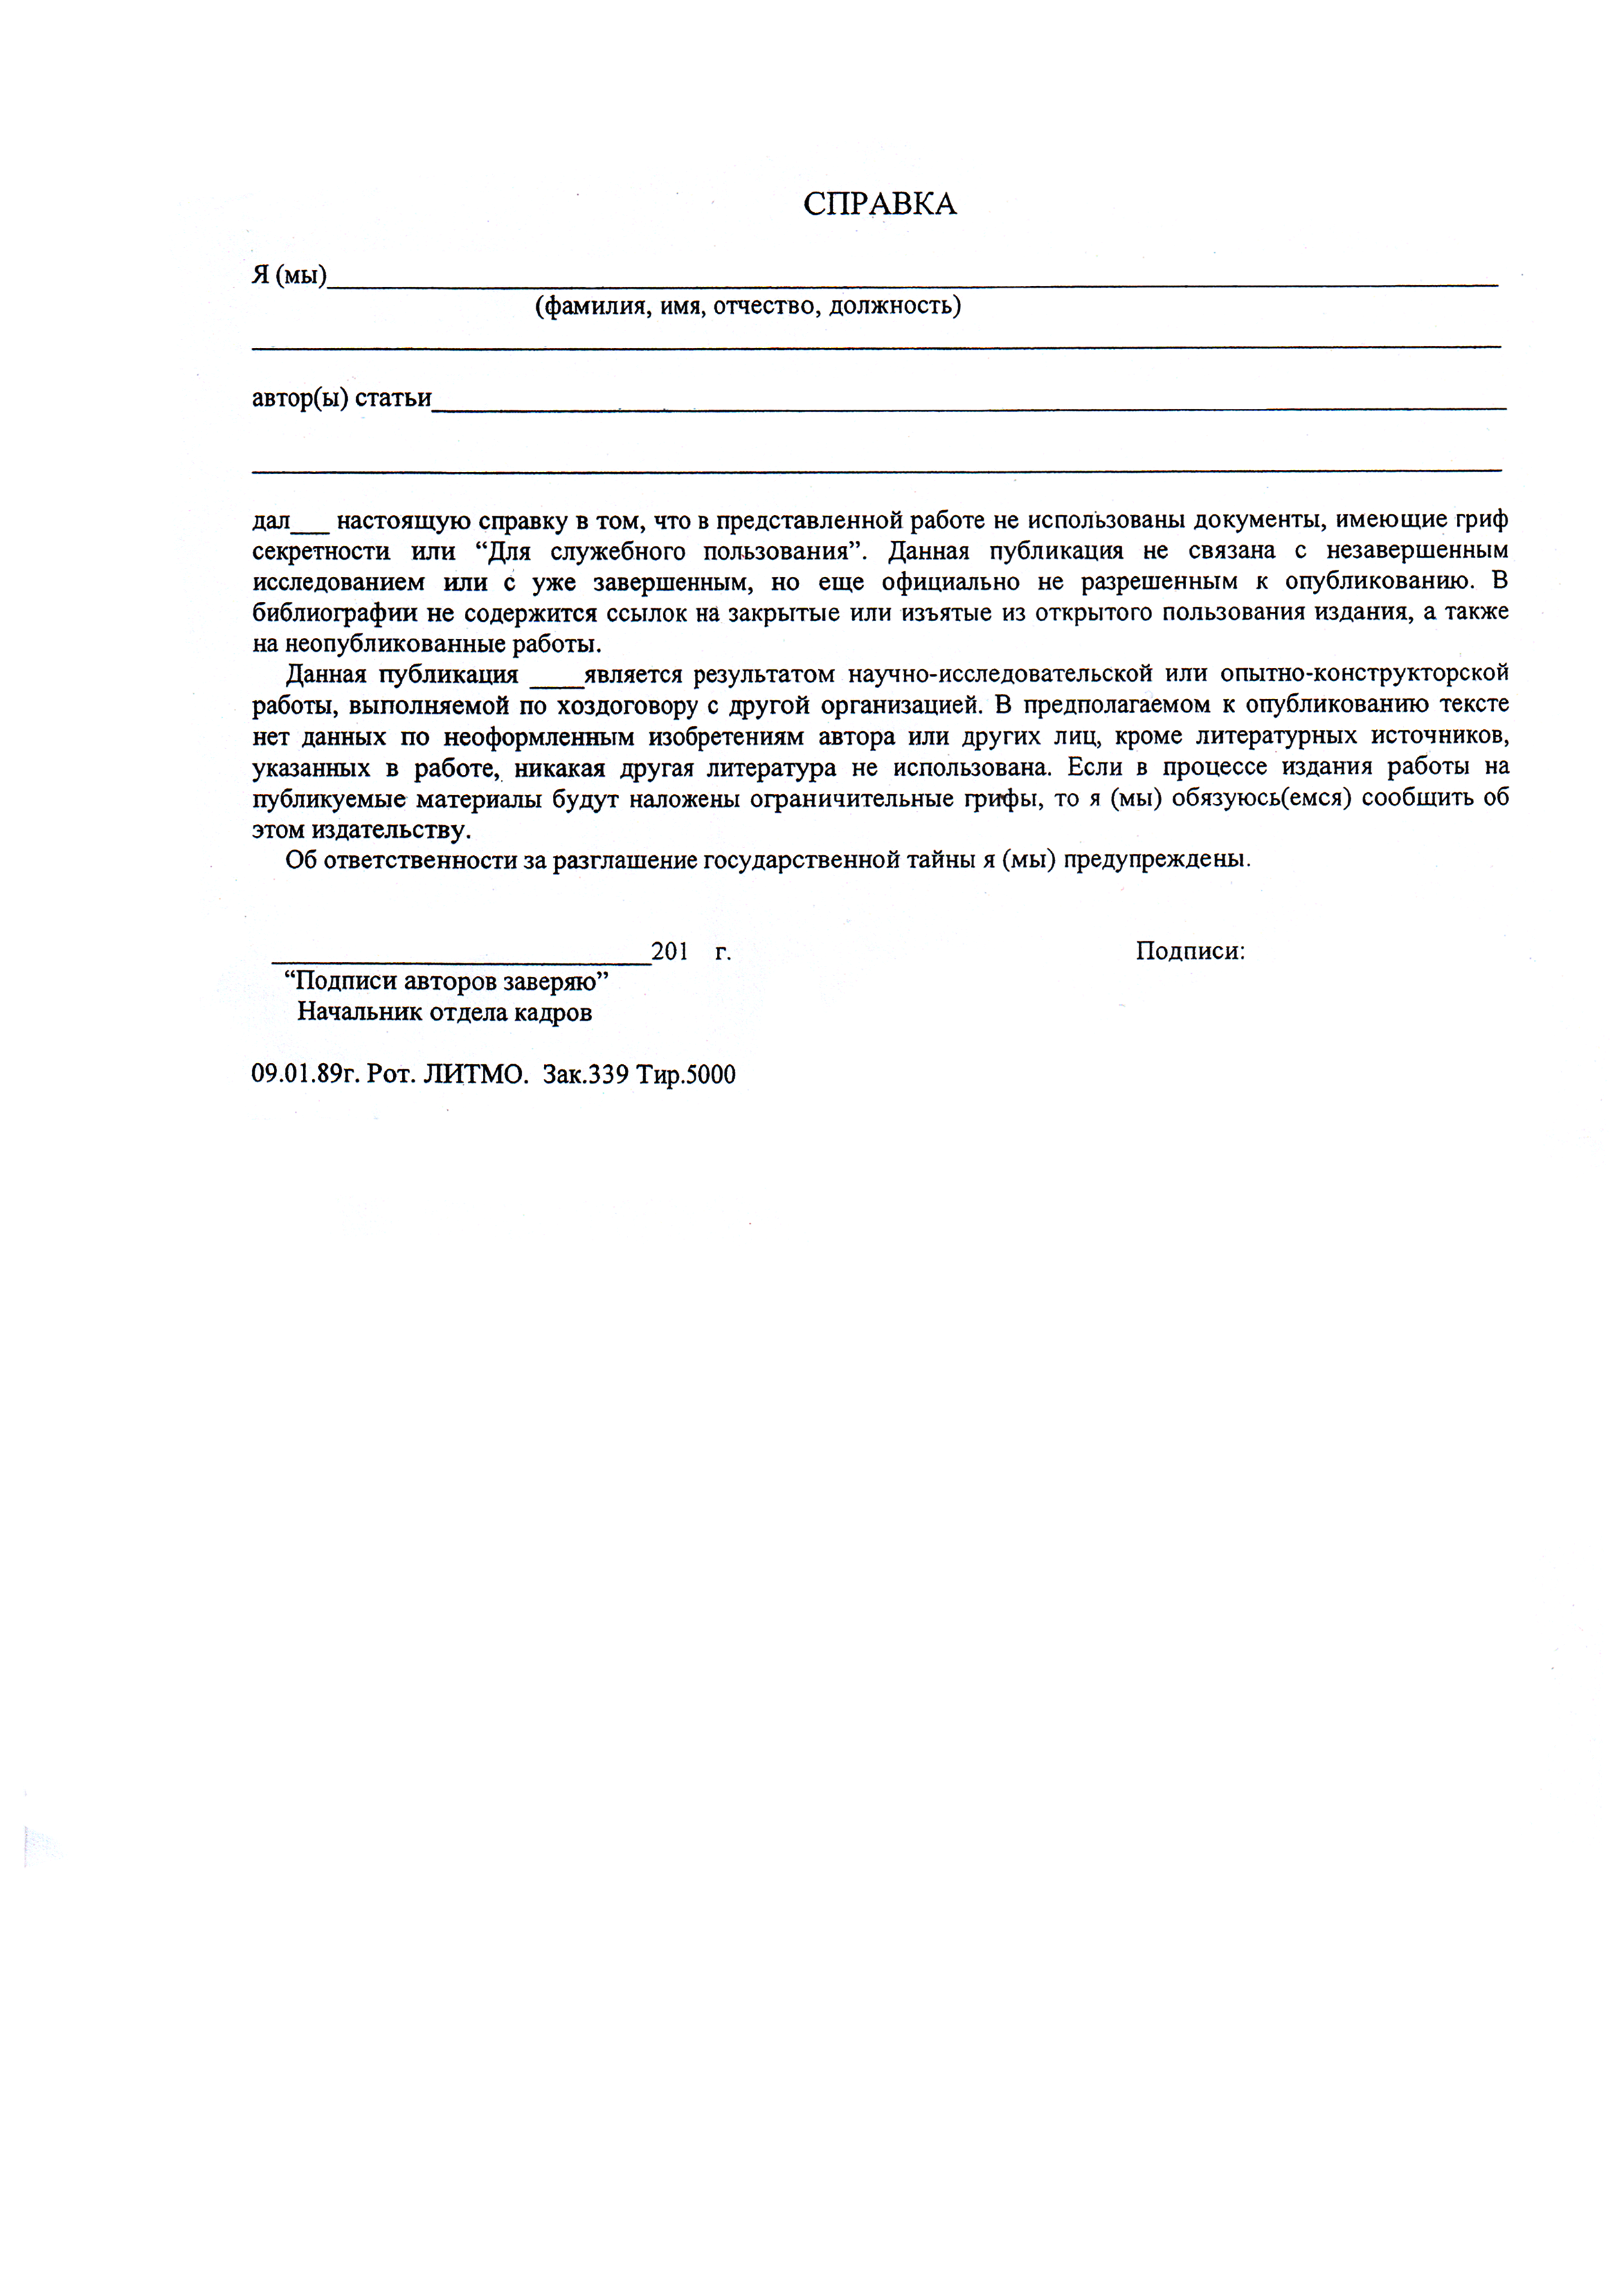 СПРАВКА
Я (мы)___
(фамилия, имя, отчество, должность)
автор(ы) статьи___
дал___ настоящую справку в том, что в представленной работе не использованы документы, имеющие гриф
секретности или “Для служебного пользования”. Данная публикация не связана с незавершенным
исследованием или с уже завершенным, но еще официально не разрешенным к опубликованию. В
библиографии не содержится ссылок на закрытые или изъятые из открытого пользования издания, а также
на неопубликованные работы.
Данная публикация ____является результатом научно-исследовательской или опытно-конструкторской
работы, выполняемой по хоздоговору с другой организацией. В предполагаемом к опубликованию тексте
нет данных по неоформленным изобретениям автора или других лиц, кроме литературных источников,
указанных в работе, никакая другая литература не использована. Если в процессе издания работы на
публикуемые материалы будут наложены ограничительные грифы, то я (мы) обязуюсь(емся) сообщить об
этом издательству.
Об ответственности за разглашение государственной тайны я (мы) предупреждены.
___201 г. Подписи:
“Подписи авторов заверяю”
Начальник отдела кадров
09.01.89г. Рот. ЛИТМО. Зак.339 Тир.5000